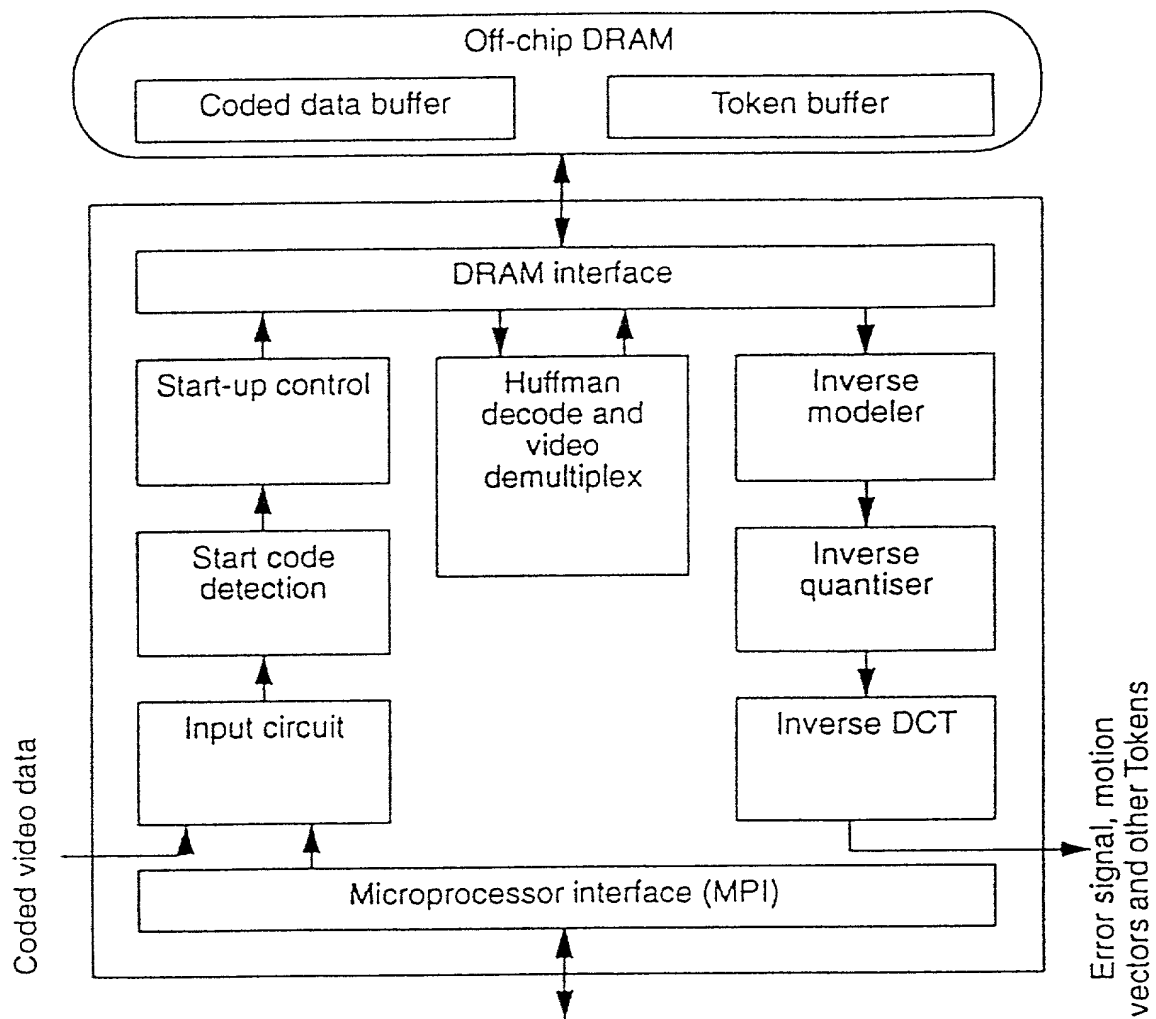 Off-chip DRAM
Coded data buffer
Token buffer
DRAM interface
Start-up control
Huffman
decode and
video
demultiplex
Inverse
modeler
Start code
detection
Inverse
quantiser
Input circuit
Inverse DCT
Coded video data
Error signal, motion
vectors and other Tokens
Microprocessor interface (MPI)